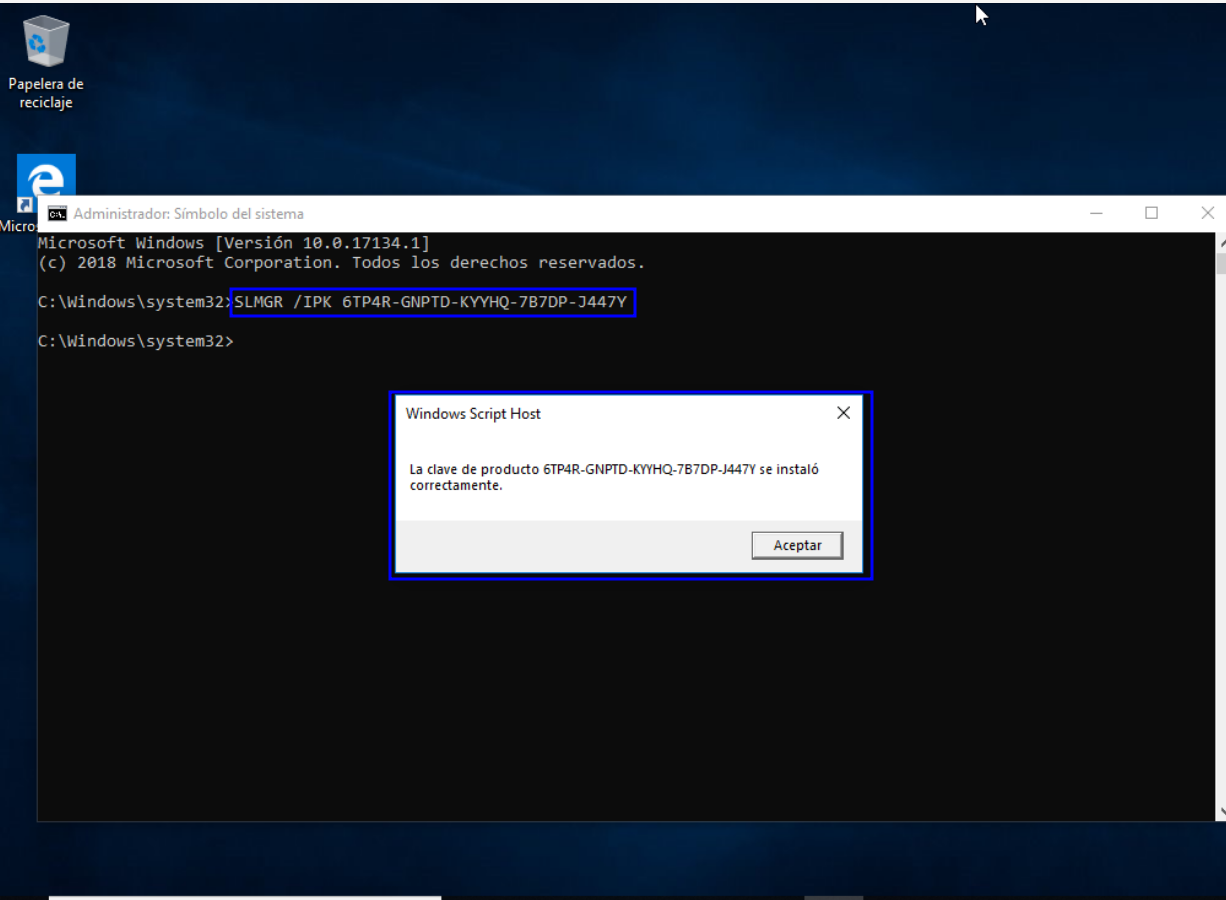 Papelera de
reciclaje
Micros
Administrador: Símbolo del sistema
Microsoft Windows [Versión 10.0.17134.1]
(c) 2018 Microsoft Corporation. Todos los derechos reservados.
C:\Windows\system32>SLMGR /IPK 6TP4R-GNPTD-KYYHQ-7B7DP-J447Y
C:\Windows\system32>
Windows Script Host
La clave de producto 6TP4R-GNPTD-KYYHQ-7B7DP-J447Y se instaló
correctamente.
Aceptar